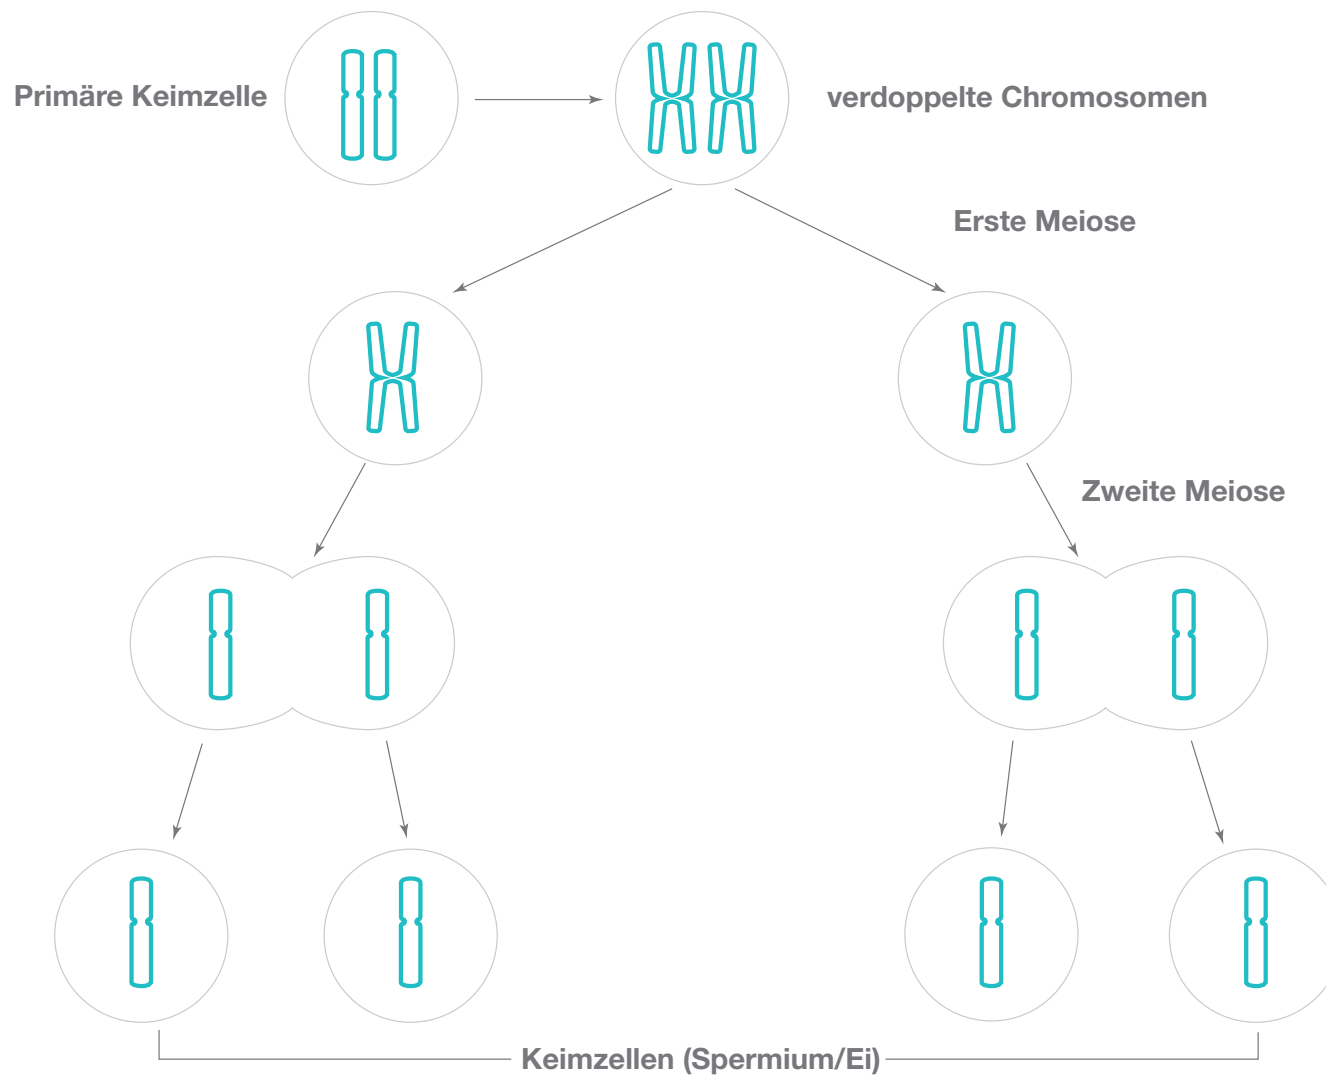 Primäre Keimzelle
verdoppelte Chromosomen
Erste Meiose
Zweite Meiose
Keimzellen (Spermium/Ei)